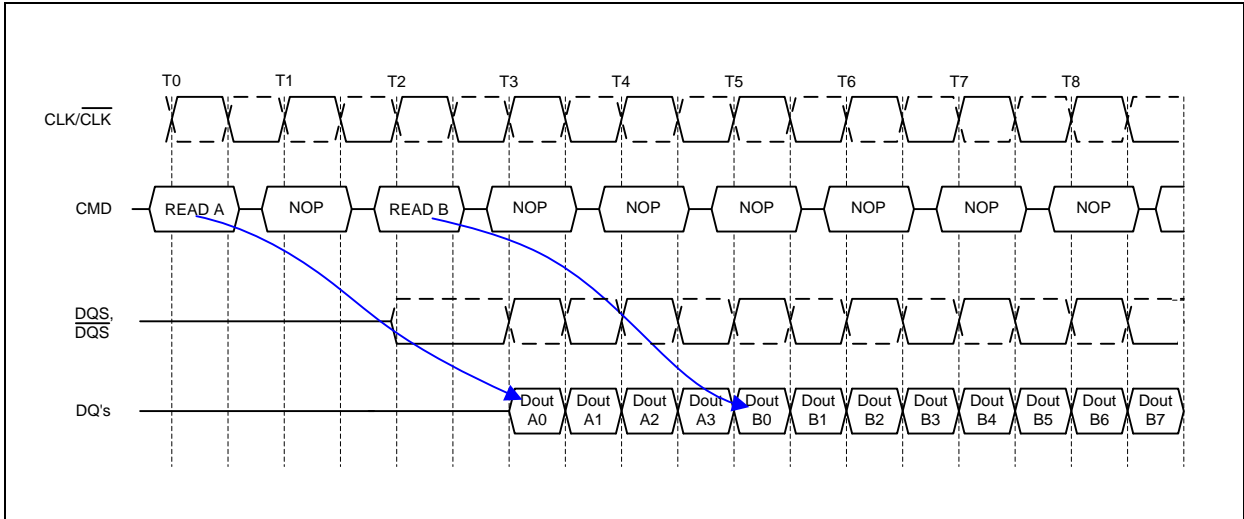 T0 T1 T2 T3 T4 T5 T6 T7 T8
CLK/CLK
CMD READ A NOP READ B NOP NOP NOP NOP NOP NOP
DQS,
DQS
DQ's
Dout Dout Dout Dout Dout Dout Dout Dout Dout Dout Dout Dout
A0 A1 A2 A3 B0 B1 B2 B3 B4 B5 B6 B7